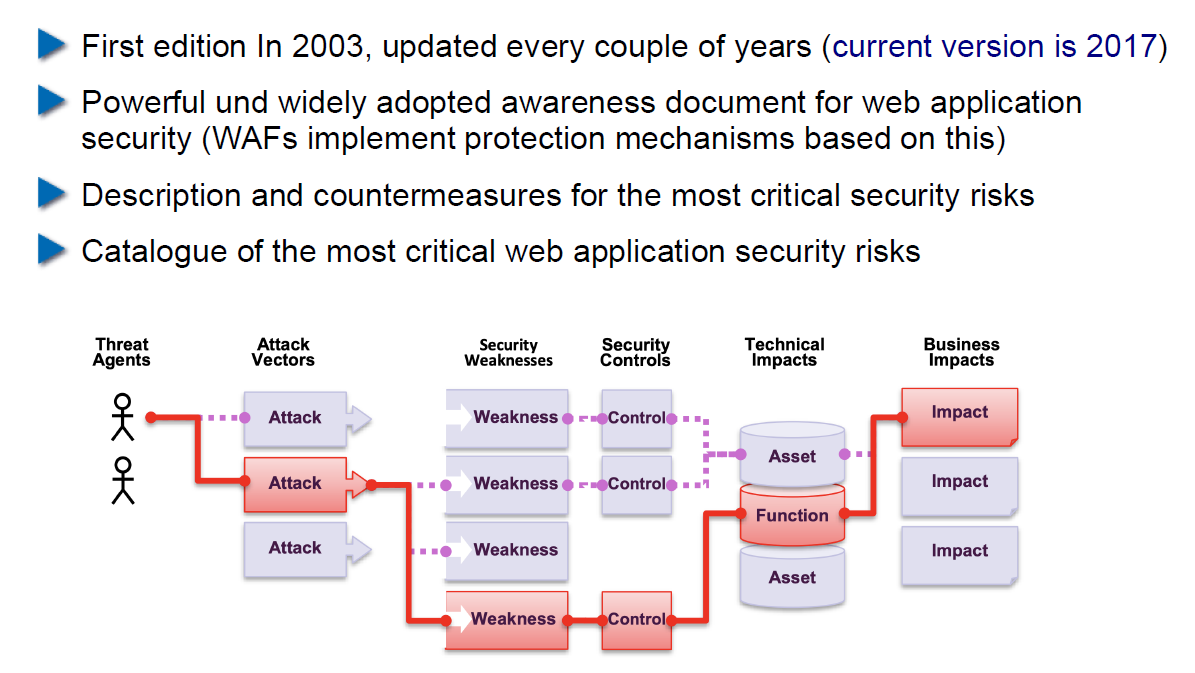 First edition In 2003, updated every couple of years (current version is 2017)
Powerful und widely adopted awareness document for web application
security (WAFs implement protection mechanisms based on this)
Description and countermeasures for the most critical security risks
Catalogue of the most critical web application security risks
Threat
Agents
Attack
Vectors
Security
Weaknesses
Security
Controls
Technical
Impacts
Business
Impacts
Attack
Weakness
Control
Impact
Asset
Attack
Weakness
Control
Impact
Function
Attack
Weakness
Impact
Asset
Weakness
Control